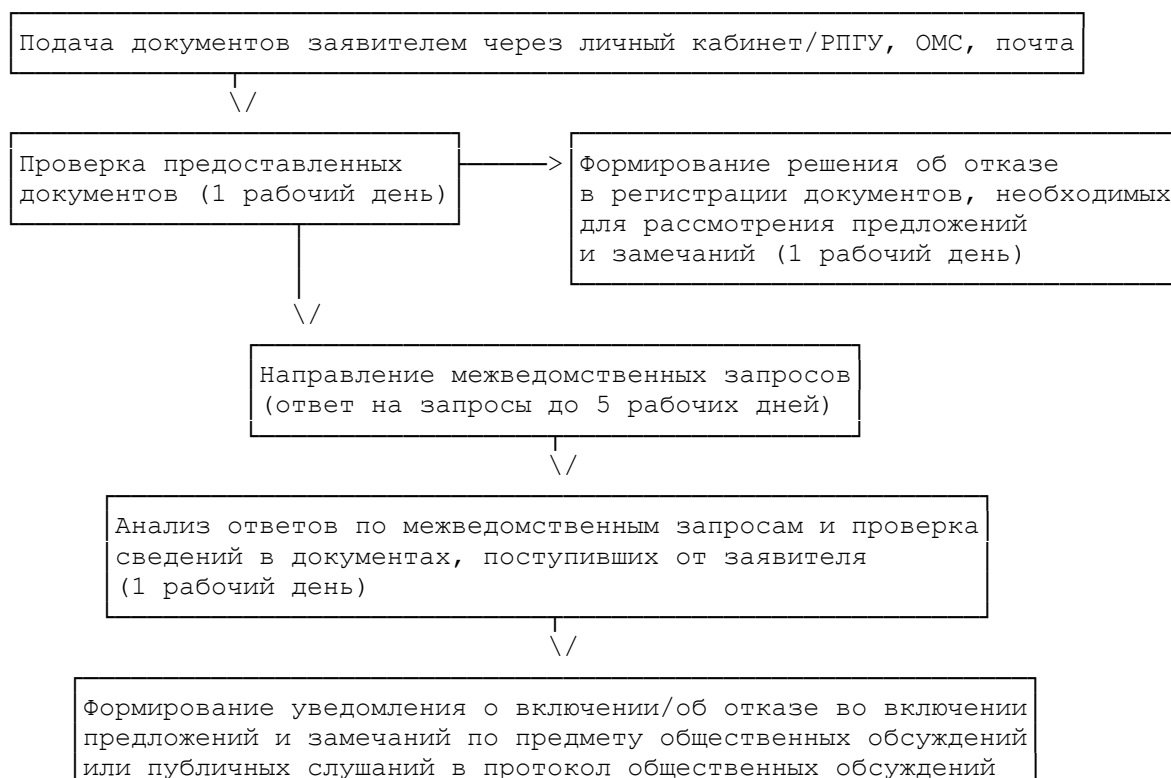 Подача документов заявителем через личный кабинет/РПГУ, ОМС, почта
Проверка предоставленных
документов (1 рабочий день)
Формирование решения об отказе
в регистрации документов, необходимых
для рассмотрения предложений
и замечаний (1 рабочий день)
Направление межведомственных запросов
(ответ на запросы до 5 рабочих дней)
Анализ ответов по межведомственным запросам и проверка
сведений в документах, поступивших от заявителя
(1 рабочий день)
Формирование уведомления о включении/об отказе во включении
предложений и замечаний по предмету общественных обсуждений
или публичных слушаний в протокол общественных обсуждений